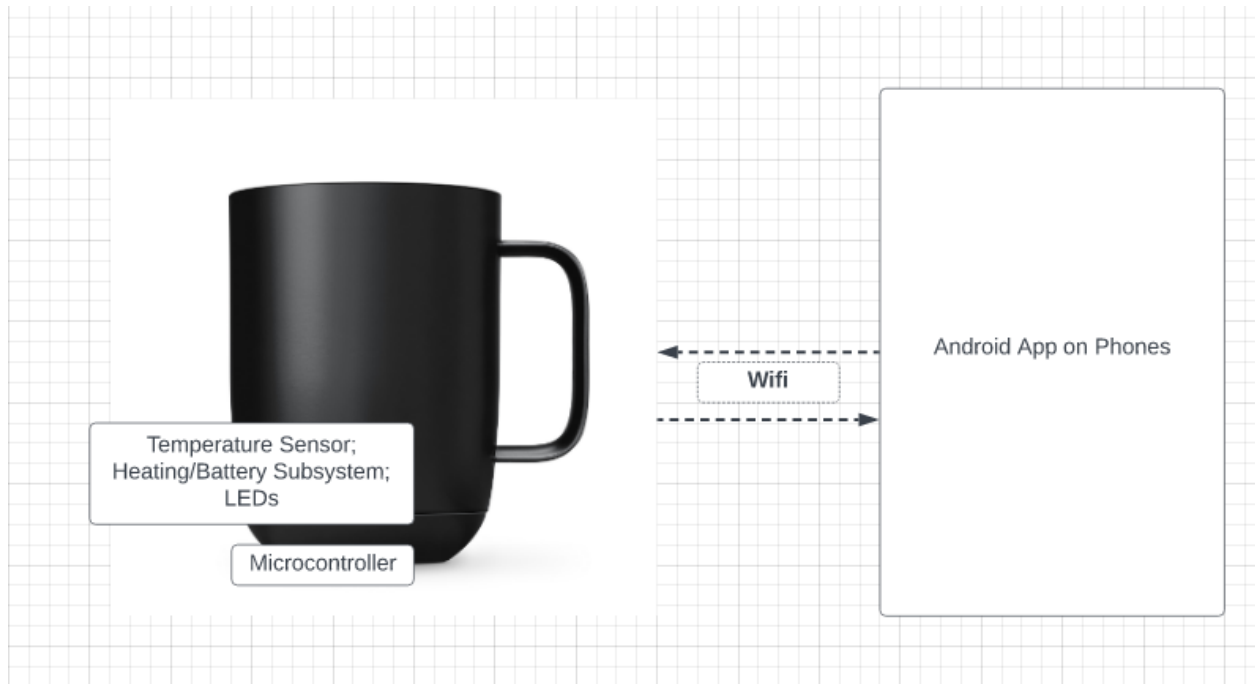 Android App on Phones
Wifi
Temperature Sensor;
Heating/Battery Subsystem;
LEDs
Microcontroller